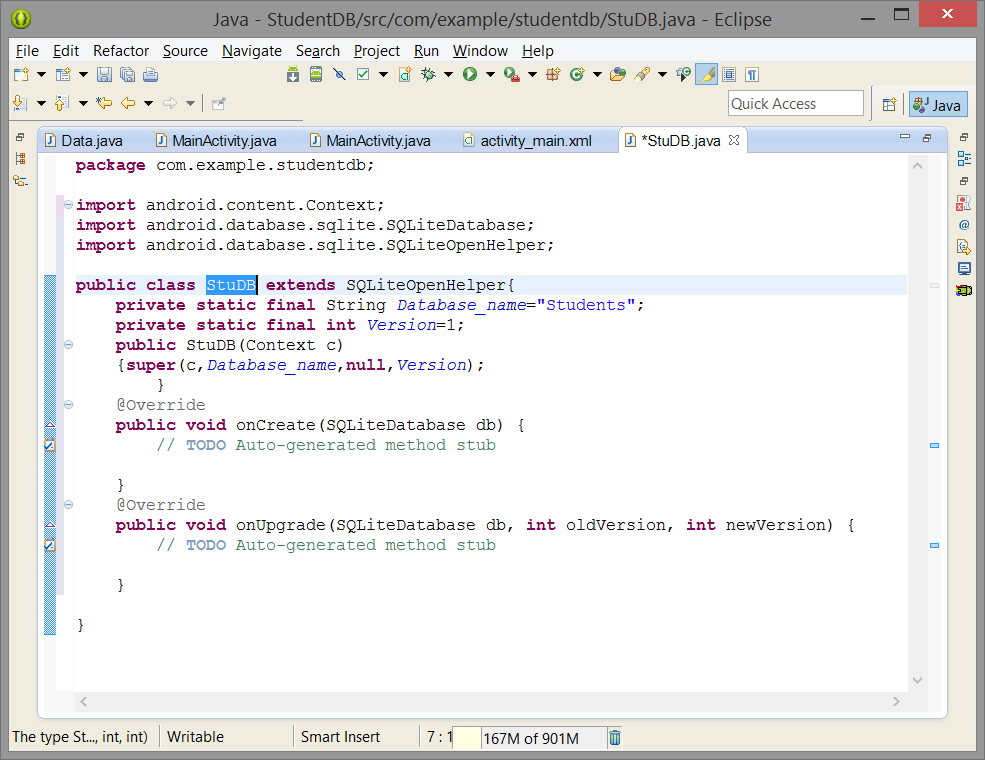 Java - StudentDB/src/com/example/studentdb/StuDB.java - Eclipse
File Edit Refactor Source Navigate Search Project Run Window Help
Quick Access
Java
Data.java MainActivity.java MainActivity.java activity_main.xml *StuDB.java
package com.example.studentdb;
import android.content.Context;
import android.database.sqlite.SQLiteDatabase;
import android.database.sqlite.SQLiteOpenHelper;
public class StuDB extends SQLiteOpenHelper{
private static final String Database_name="Students";
private static final int Version=1;
public StuDB(Context c)
{super(c,Database_name,null,Version);
}
@Override
public void onCreate(SQLiteDatabase db) {
// TODO Auto-generated method stub
}
@Override
public void onUpgrade(SQLiteDatabase db, int oldVersion, int newVersion) {
// TODO Auto-generated method stub
}
}
The type St..., int, int) Writable Smart Insert 7 : 1 167M of 901M